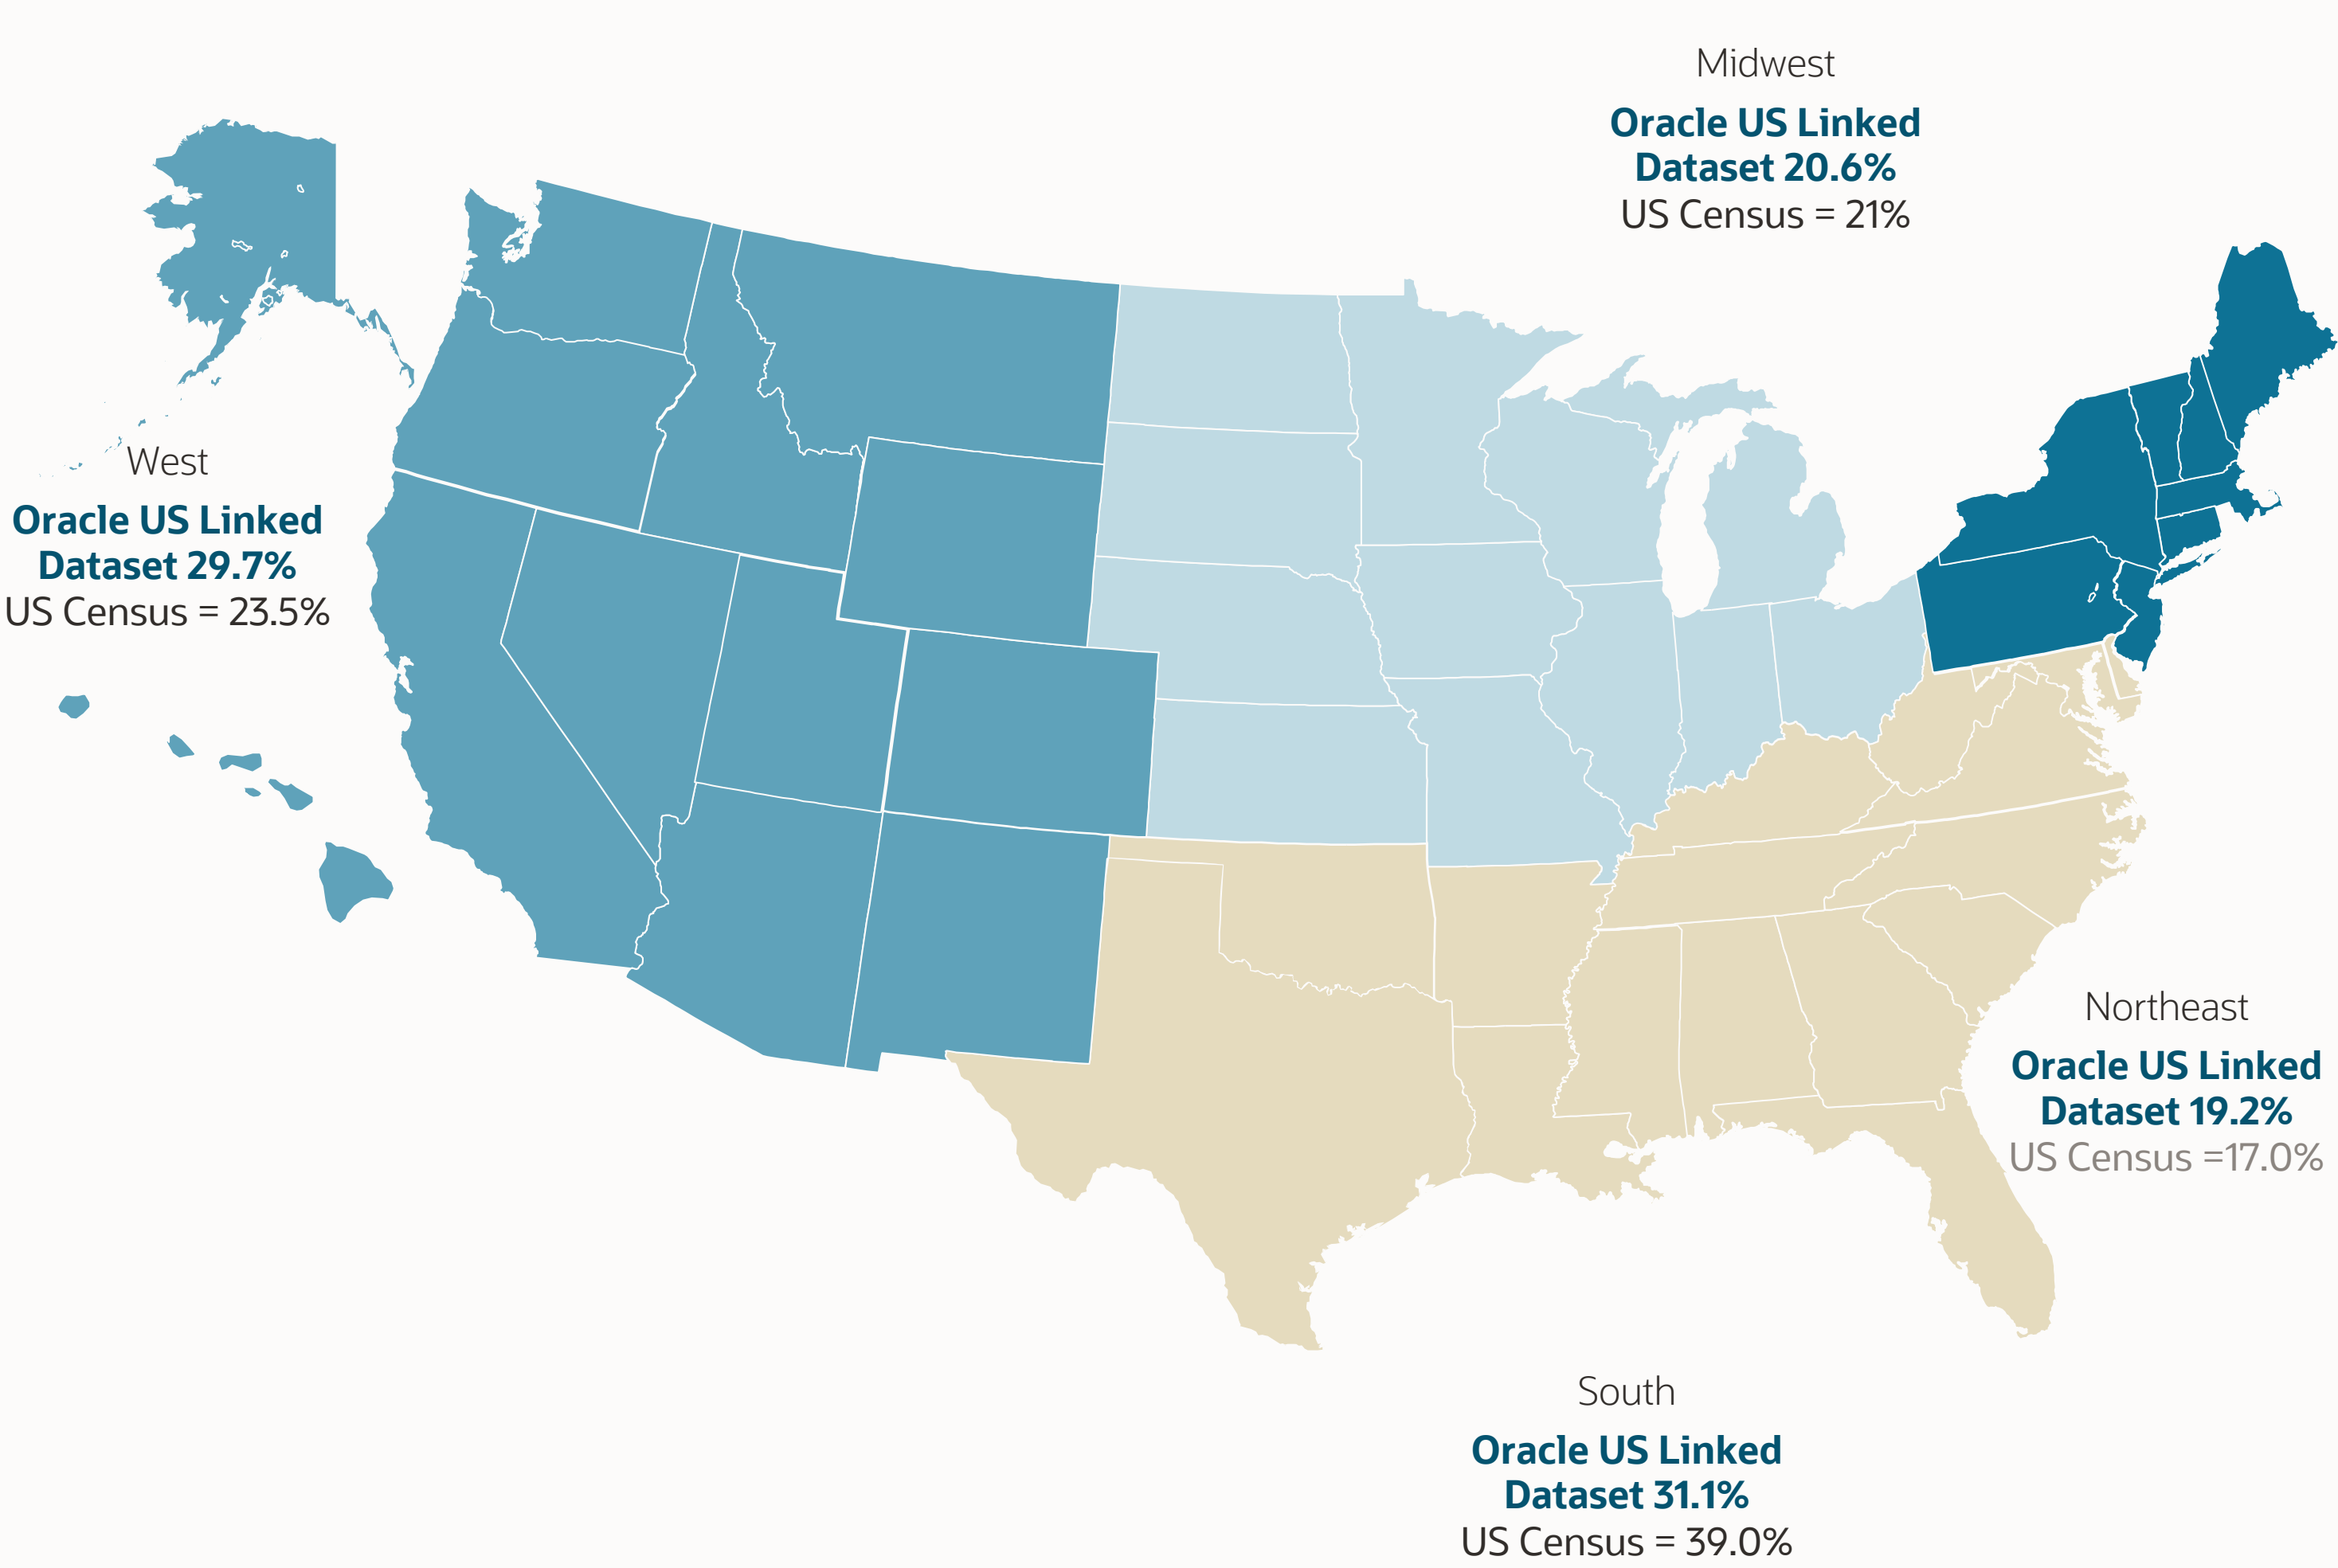 Midwest
Oracle US Linked
Dataset 20.6%
US Census = 21%
West
Oracle US Linked
Dataset 29.7%
US Census = 23.5%
Northeast
Oracle US Linked
Dataset 19.2%
US Census =17.0%
South
Oracle US Linked
Dataset 31.1%
US Census = 39.0%